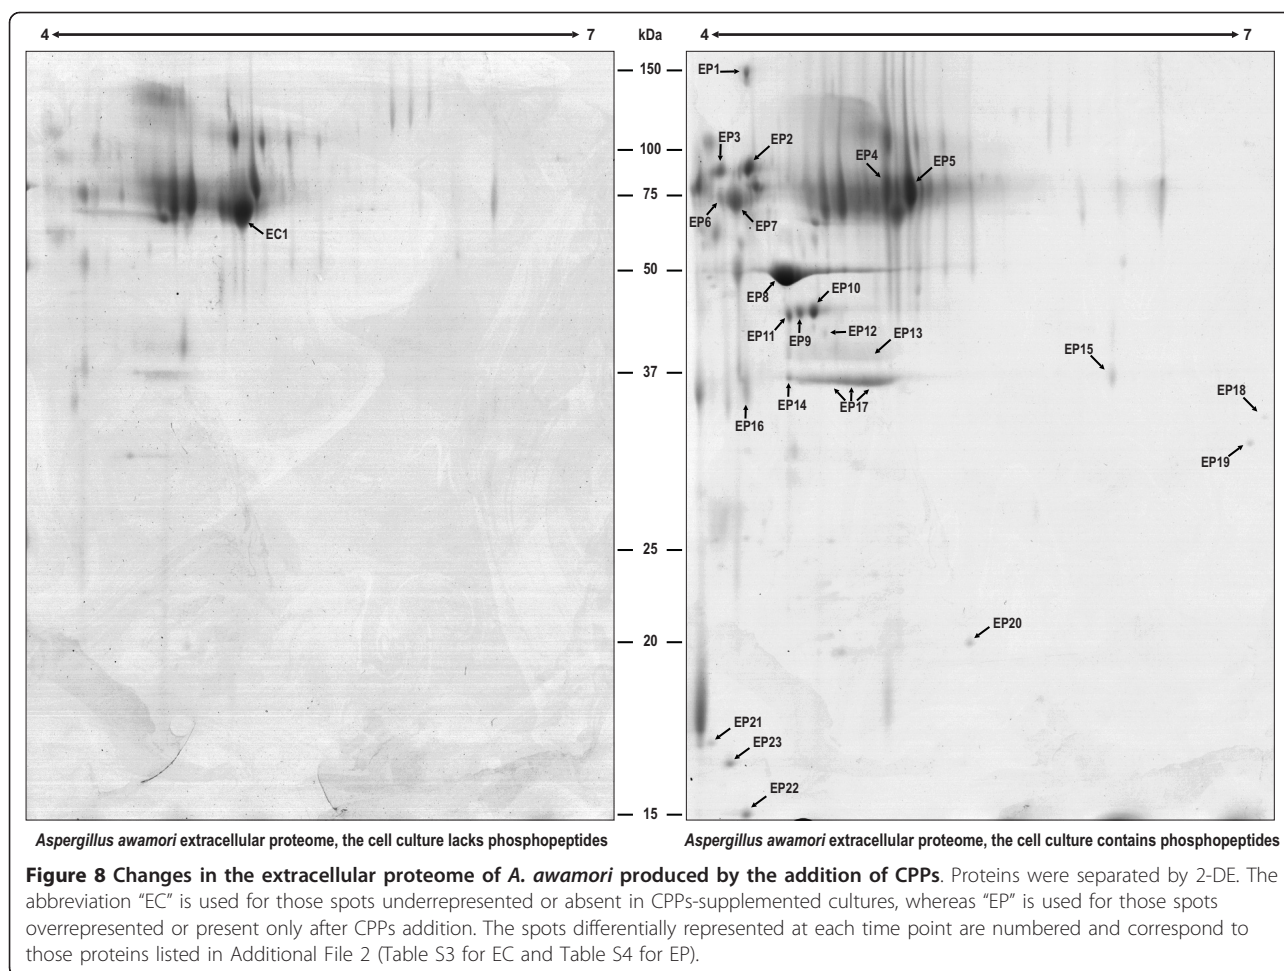 4 7 kDa 4 7
150
EP1
EP3 EP2
100
EP4 EP5
75
EP6 EP7
EC1
50
EP8 EP10
EP11 EP9 EP12 EP13
EP15
37
EP14 EP17
EP18
EP16
EP19
25
EP20
20
EP21
EP23
EP22
15
Aspergillus awamori extracellular proteome, the cell culture lacks phosphopeptides
Aspergillus awamori extracellular proteome, the cell culture contains phosphopeptides
Figure 8 Changes in the extracellular proteome of A. awamori produced by the addition of CPPs. Proteins were separated by 2-DE. The
abbreviation “EC” is used for those spots underrepresented or absent in CPPs-supplemented cultures, whereas “EP” is used for those spots
overrepresented or present only after CPPs addition. The spots differentially represented at each time point are numbered and correspond to
those proteins listed in Additional File 2 (Table S3 for EC and Table S4 for EP).